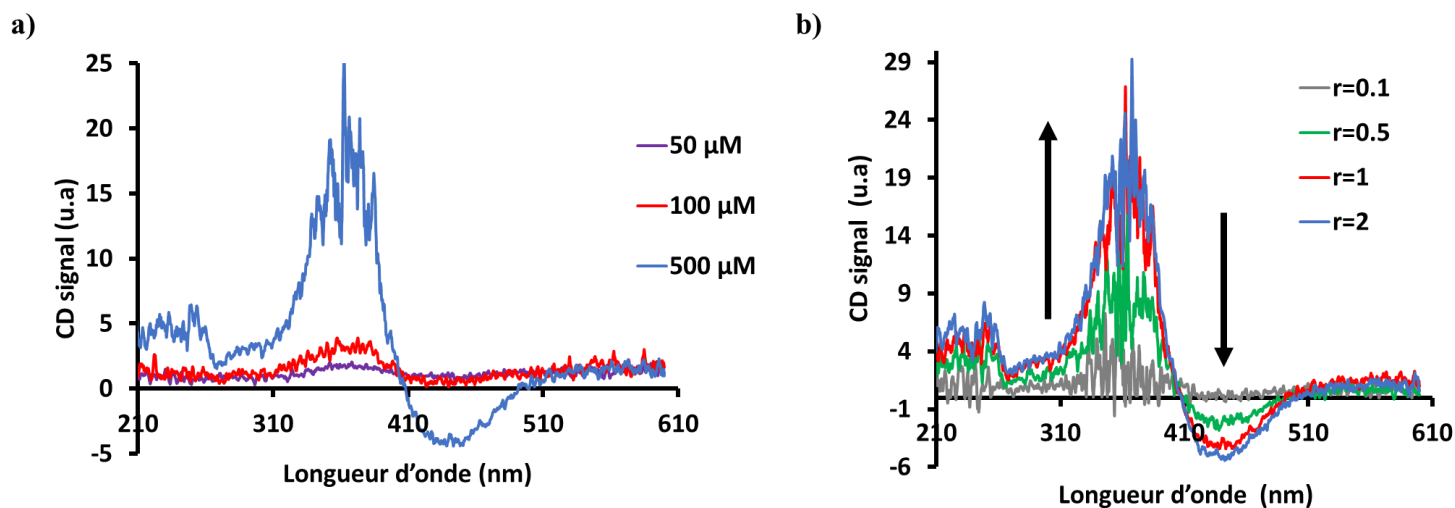 a)
CD signal (u.a)
25
20
15
10
5
0
-5
210
310
410
510
610
Longueur d'onde (nm)
50 µM
100 µM
500 µM
b)
CD signal (u.a)
29
24
19
14
9
4
-1
-6
210
310
410
510
610
Longueur d'onde (nm)
r=0.1
r=0.5
r=1
r=2